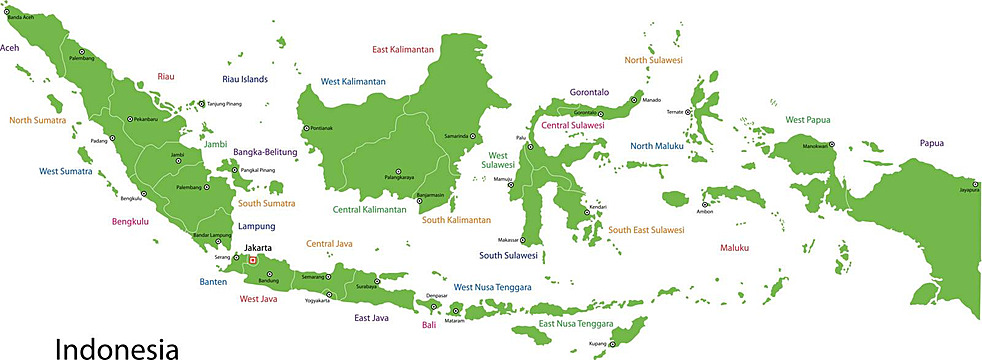 Banda Aceh
Aceh
Palembang
East Kalimantan
North Sulawesi
Riau
Riau Islands
West Kalimantan
Gorontalo
Tanjung Pinang
Manado
Ternate
North Sumatra
Pekanbaru
Gorontalo
Central Sulawesi
West Papua
Pontianak
Samarinda
Padang
Jambi
Palu
North Maluku
Manokwari
Papua
Jambi
Bangka-Belitung
West
Sulawesi
West Sumatra
Pangkal Pinang
Palangkaraya
Mamuju
Palembang
Jayapura
Bengkulu
Banjarmasin
South Sumatra
Central Kalimantan
Kendari
Ambon
Bengkulu
South Kalimantan
Lampung
South East Sulawesi
Bandar Lampung
Makassar
Jakarta
Central Java
Maluku
Serang
South Sulawesi
Banten
Bandung
Semarang
Surabaya
West Nusa Tenggara
West Java
Yogyakarta
Denpasar
East Java
Bali
Mataram
East Nusa Tenggara
Kupang
Indonesia